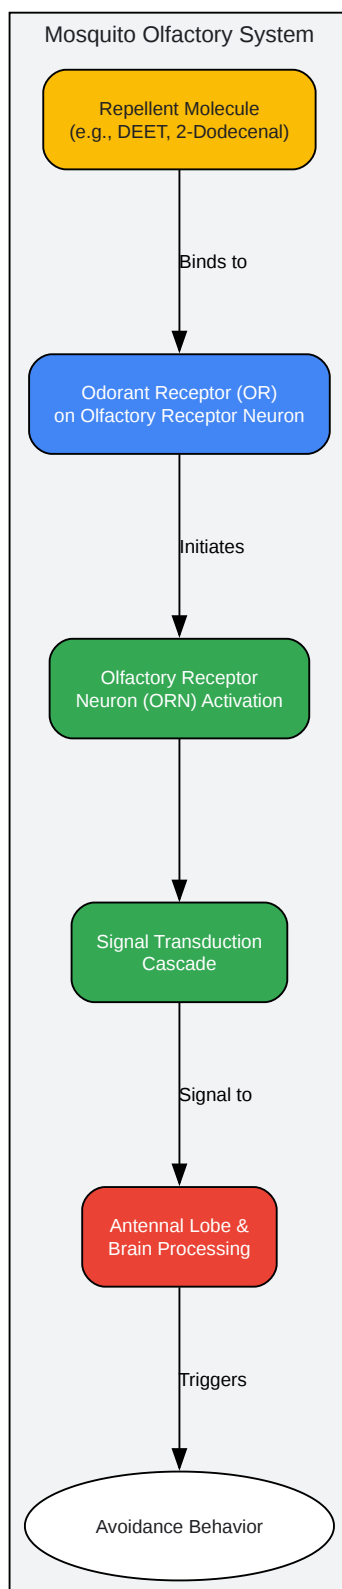 Mosquito Olfactory System
Repellent Molecule
(e.g., DEET, 2-Dodecenal)
Binds to
Odorant Receptor (OR)
on Olfactory Receptor Neuron
Initiates
Olfactory Receptor
Neuron (ORN) Activation
Signal Transduction
Cascade
Signal to
Antennal Lobe &
Brain Processing
Triggers
Avoidance Behavior